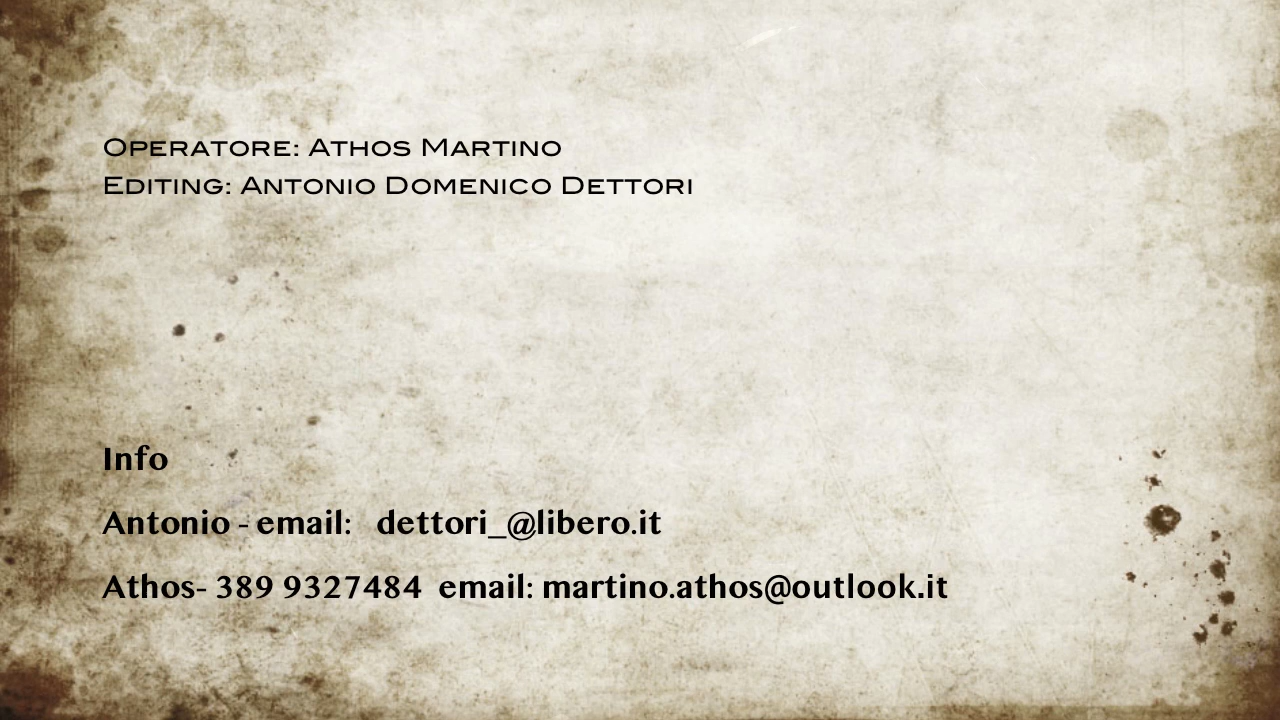 Operatore: Athos Martino
Editing: Antonio Domenico Dettori
Info
Antonio - email: dettori_@libero.it
Athos- 389 9327484 email: martino.athos@outlook.it